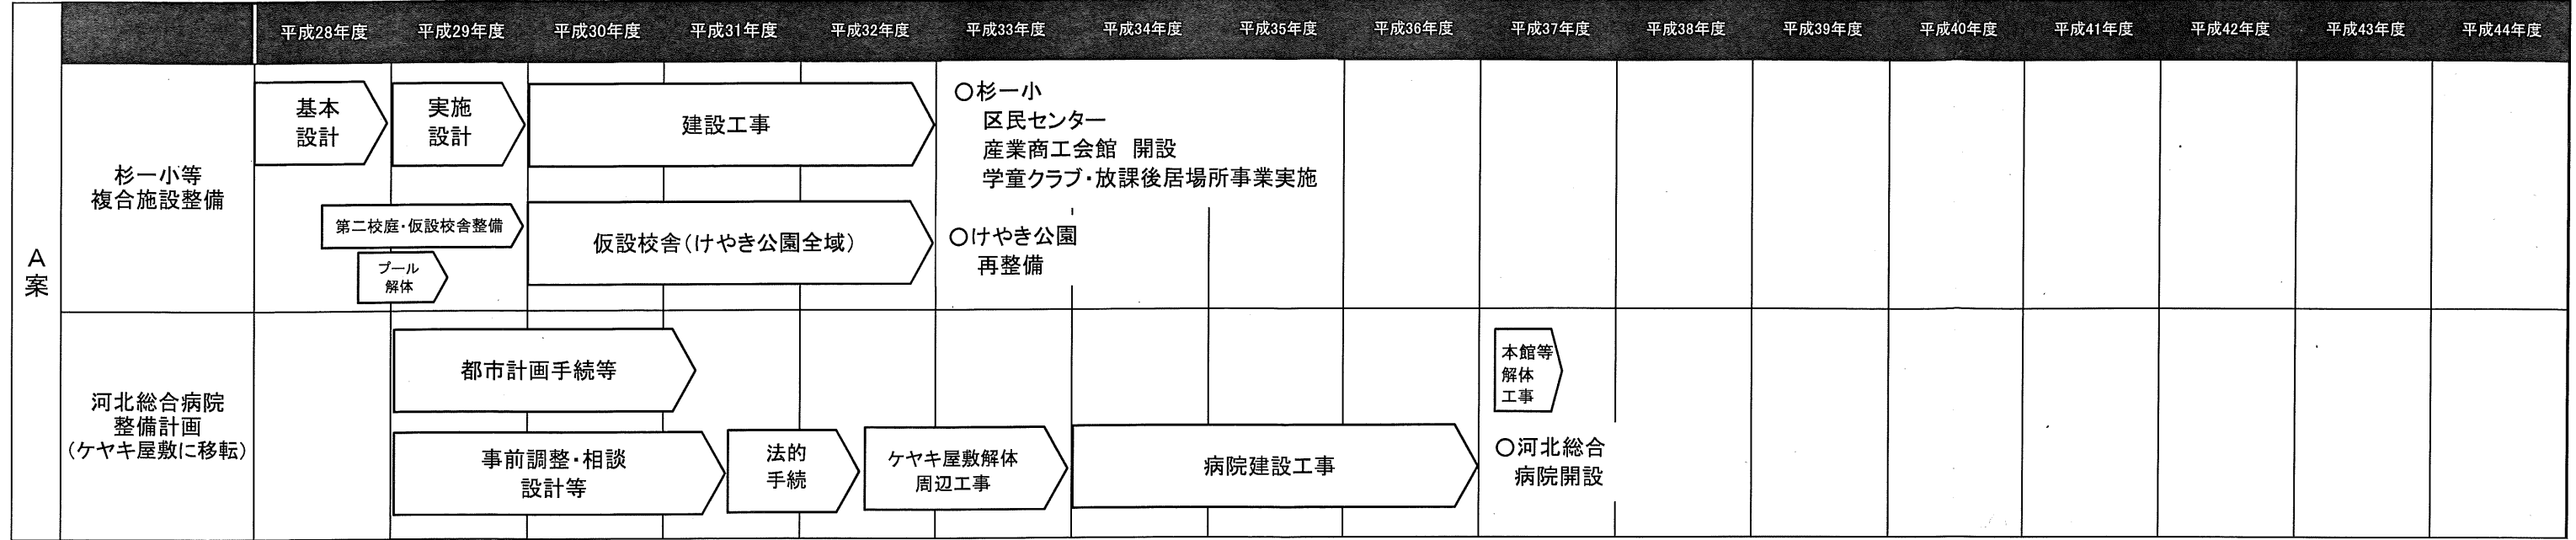 平成28年度 平成29年度 平成30年度 平成31年度 平成32年度 平成33年度 平成34年度 平成35年度 平成36年度 平成37年度 平成38年度 平成39年度 平成40年度 平成41年度 平成42年度 平成43年度 平成44年度
A
案
杉一小等
複合施設整備
基本
設計
実施
設計
建設工事
○杉一小
区民センター
産業商工会館 開設
学童クラブ・放課後居場所事業実施
第二校庭・仮設校舎整備
プール
解体
仮設校舎(けやき公園全域)
○けやき公園
再整備
河北総合病院
整備計画
(ケヤキ屋敷に移転)
都市計画手続等
事前調整・相談
設計等
法的
手続
ケヤキ屋敷解体
周辺工事
病院建設工事
本館等
解体
工事
○河北総合
病院開設